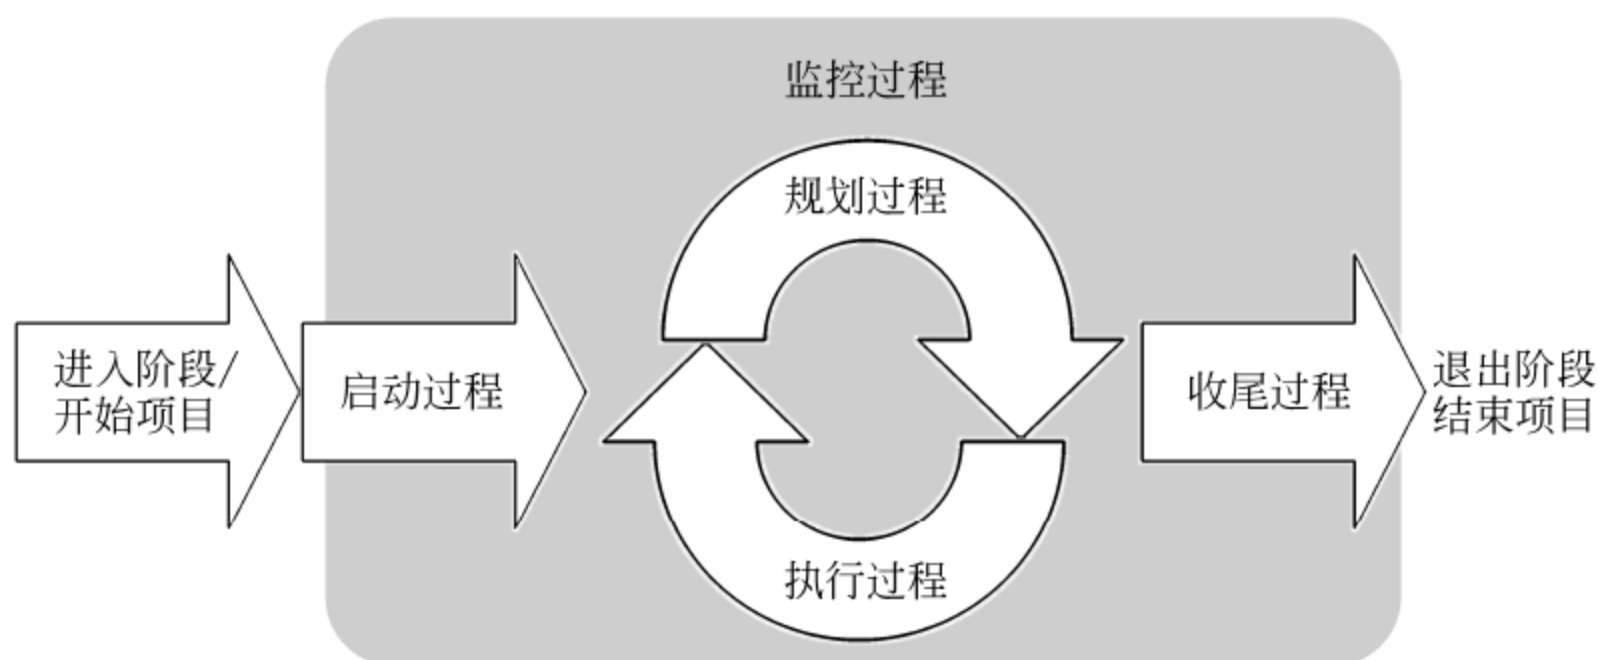 监控过程
规划过程
进入阶段/
开始项目
启动过程
收尾过程
退出阶段
结束项目
执行过程